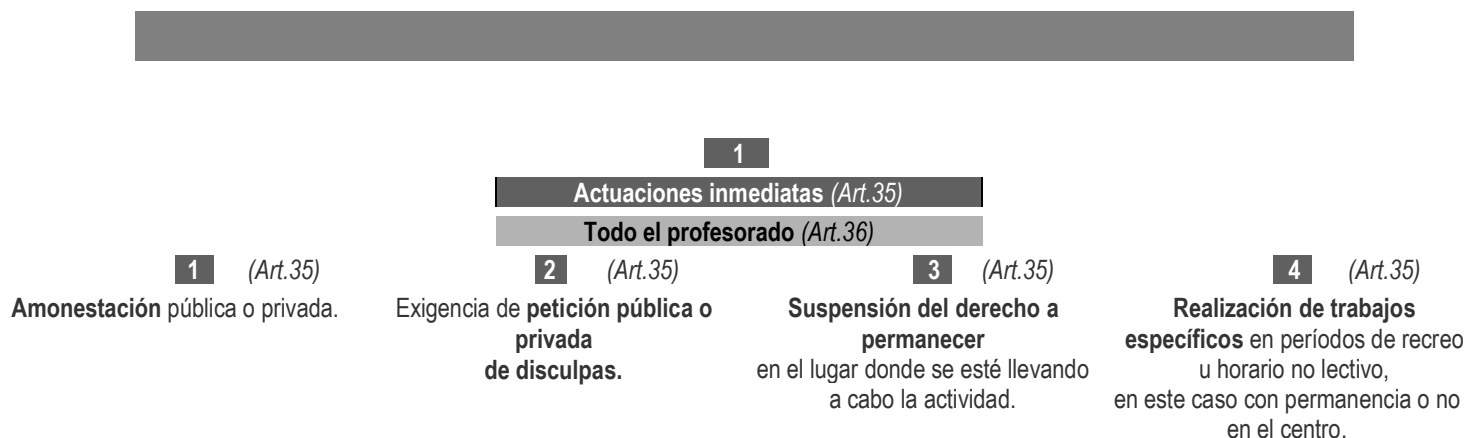 1
Actuaciones inmediatas (Art.35)
Todo el profesorado (Art.36)
1 (Art.35)
Amonestación pública o privada.
2 (Art.35)
Exigencia de petición pública o
privada
de disculpas.
3 (Art.35)
Suspensión del derecho a
permanecer
en el lugar donde se esté llevando
a cabo la actividad.
4 (Art.35)
Realización de trabajos
específicos en períodos de recreo
u horario no lectivo,
en este caso con permanencia o no
en el centro.